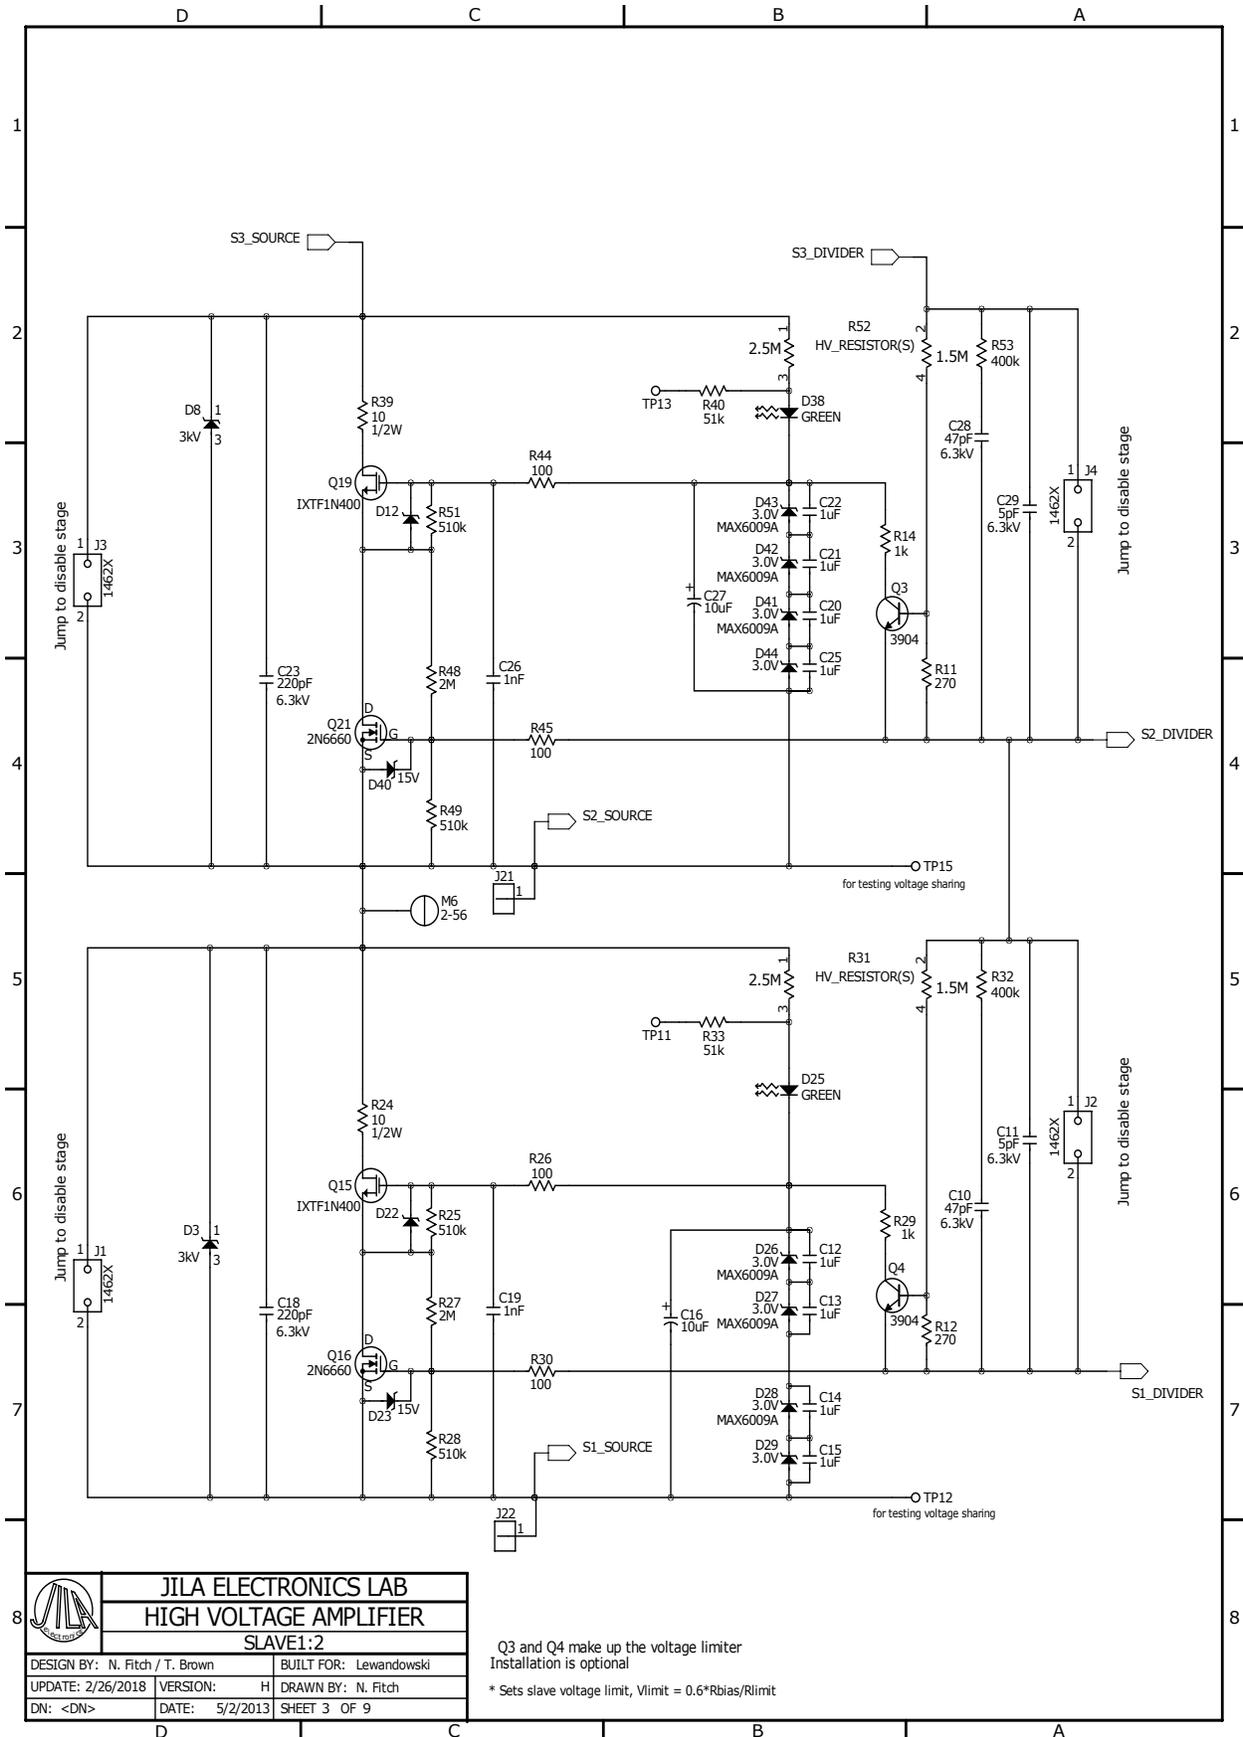 D C B A
1 1
S3_SOURCE
S3_DIVIDER
2 2
1
2.5M
3
R52
HV_RESISTOR(S)
2
1.5M
4
R53
400k
D8
3kV
1
3
R39
10
1/2W
TP13
R40
51k
D38
GREEN
C28
47pF
6.3kV
Q19
IXTF1N400
R44
100
D12
R51
510k
D43
3.0V
MAX6009A
C22
1uF
D42
3.0V
MAX6009A
C21
1uF
D41
3.0V
MAX6009A
C20
1uF
D44
3.0V
C25
1uF
R14
1k
C29
5pF
6.3kV
1 J4
1462X
2
Jump to disable stage
3 3
Jump to disable stage
1 J3
1462X
2
+
C27
10uF
Q3
3904
C23
220pF
6.3kV
R48
2M
C26
1nF
R11
270
D
Q21
2N6660
G
S
R45
100
S2_DIVIDER
4 4
D40
15V
R49
510k
S2_SOURCE
TP15
for testing voltage sharing
J21
1
M6
2-56
5 5
1
2.5M
3
R31
HV_RESISTOR(S)
2
1.5M
4
R32
400k
TP11
R33
51k
D25
GREEN
R24
10
1/2W
C11
5pF
6.3kV
1 J2
1462X
2
Jump to disable stage
Q15
IXTF1N400
R26
100
6 6
Jump to disable stage
1 J1
1462X
2
D3
3kV
1
3
D22
R25
510k
C10
47pF
6.3kV
R29
1k
D26
3.0V
MAX6009A
C12
1uF
D27
3.0V
MAX6009A
C13
1uF
Q4
3904
C18
220pF
6.3kV
R27
2M
C19
1nF
+
C16
10uF
R12
270
D
Q16
2N6660
G
S
R30
100
S1_DIVIDER
7 7
D23
15V
R28
510k
D28
3.0V
MAX6009A
C14
1uF
D29
3.0V
C15
1uF
S1_SOURCE
TP12
for testing voltage sharing
J22
1
8 8
JILA
electronics
JILA ELECTRONICS LAB
HIGH VOLTAGE AMPLIFIER
SLAVE1:2
DESIGN BY: N. Fitch / T. Brown BUILT FOR: Lewandowski
UPDATE: 2/26/2018 VERSION: H DRAWN BY: N. Fitch
DN: <DN> DATE: 5/2/2013 SHEET 3 OF 9
Q3 and Q4 make up the voltage limiter
Installation is optional
* Sets slave voltage limit, Vlimit = 0.6*Rbias/Rlimit
D C B A